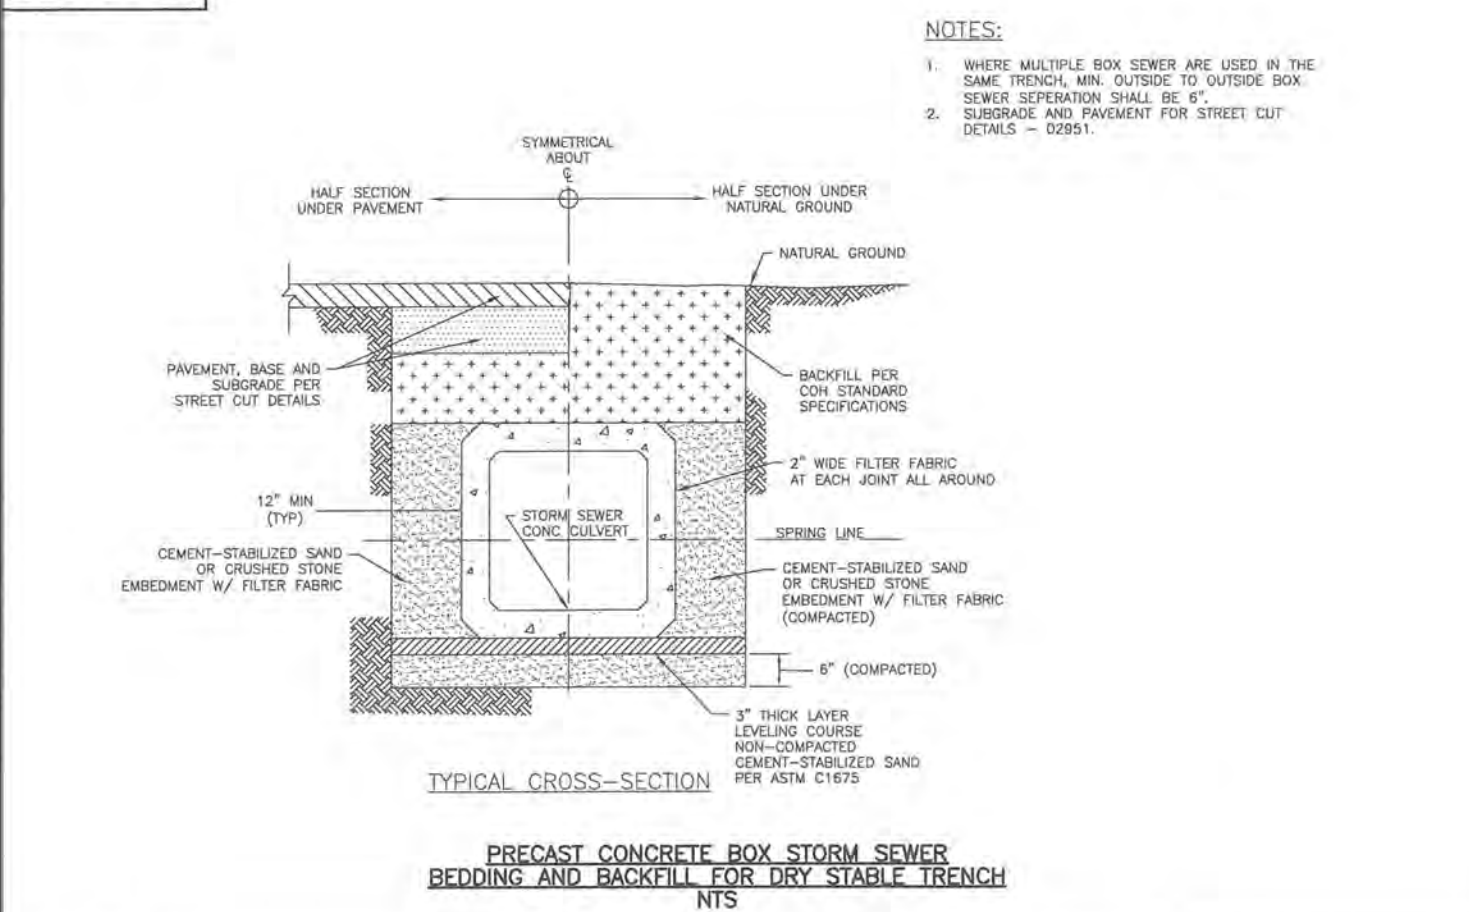 NOTES:
1. WHERE MULTIPLE BOX SEWER ARE USED IN THE
SAME TRENCH, MIN. OUTSIDE TO OUTSIDE BOX
SEWER SEPERATION SHALL BE 6".
2. SUBGRADE AND PAVEMENT FOR STREET CUT
DETAILS – 02951.
SYMMETRICAL
ABOUT
℄
HALF SECTION
UNDER PAVEMENT
HALF SECTION UNDER
NATURAL GROUND
NATURAL GROUND
PAVEMENT, BASE AND
SUBGRADE PER
STREET CUT DETAILS
BACKFILL PER
COH STANDARD
SPECIFICATIONS
2" WIDE FILTER FABRIC
AT EACH JOINT ALL AROUND
12" MIN
(TYP)
STORM SEWER
CONC. CULVERT
SPRING LINE
CEMENT-STABILIZED SAND
OR CRUSHED STONE
EMBEDMENT W/ FILTER FABRIC
CEMENT-STABILIZED SAND
OR CRUSHED STONE
EMBEDMENT W/ FILTER FABRIC
(COMPACTED)
6" (COMPACTED)
3" THICK LAYER
LEVELING COURSE
NON-COMPACTED
CEMENT-STABILIZED SAND
PER ASTM C1675
TYPICAL CROSS-SECTION
PRECAST CONCRETE BOX STORM SEWER
BEDDING AND BACKFILL FOR DRY STABLE TRENCH
NTS